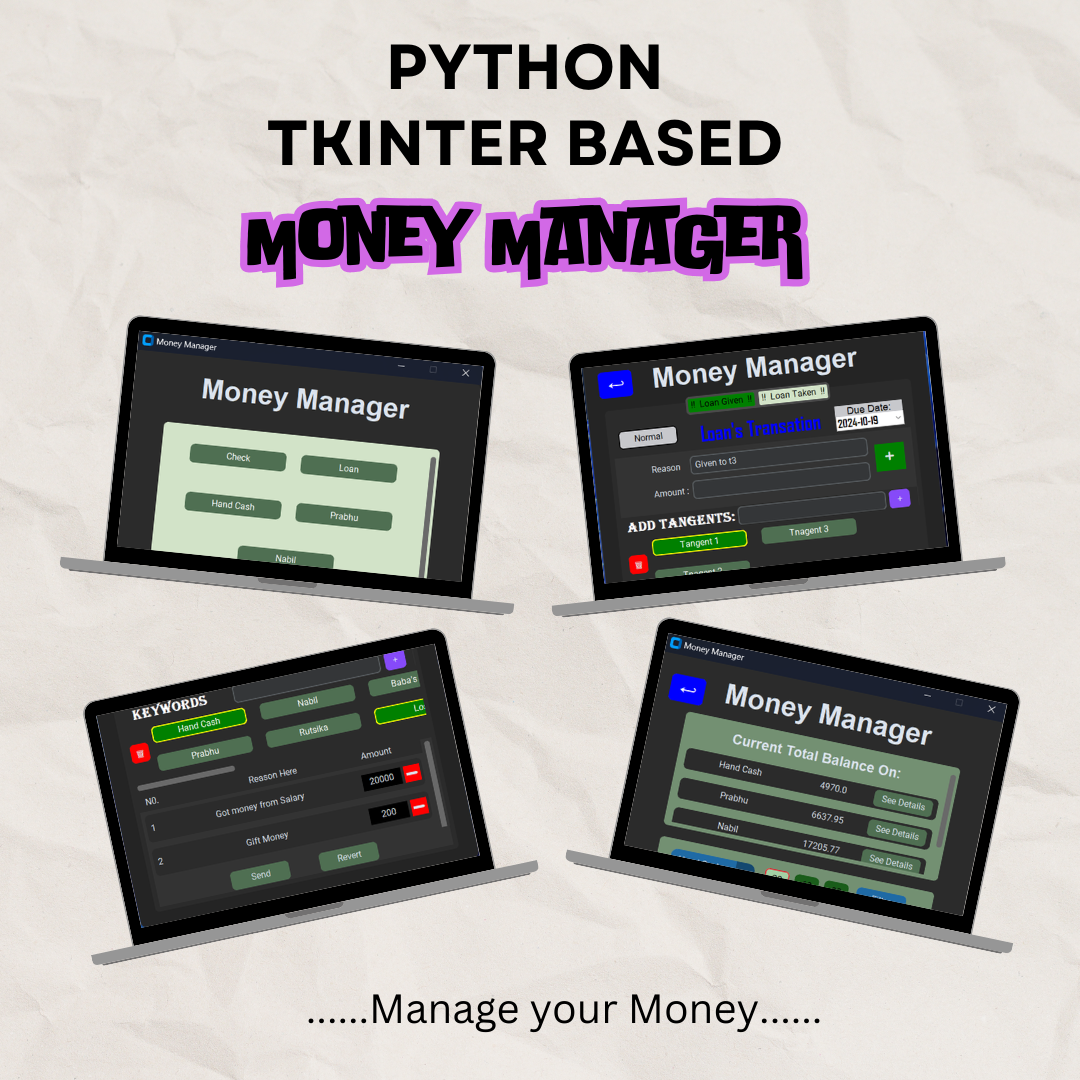 PYTHON
TKINTER BASED
MONEY MANAGER
Money Manager
Money Manager
Check
Loan
Hand Cash
Prabhu
Nabil
Money Manager
!! Loan Given !!
!! Loan Taken !!
Normal
Loan's Transation
Due Date:
2024-10-19
Reason
Given to t3
Amount :
+
ADD TANGENTS:
+
Tangent 1
Tnagent 3
Tnagent 2
KEYWORDS
+
Hand Cash
Nabil
Baba's
Prabhu
Rutsika
Lo
N0.
Reason Here
Amount
1
Got money from Salary
20000
2
Gift Money
200
Send
Revert
Money Manager
Money Manager
Current Total Balance On:
Hand Cash
4970.0
See Details
Prabhu
6637.95
See Details
Nabil
17205.77
See Details
......Manage your Money......